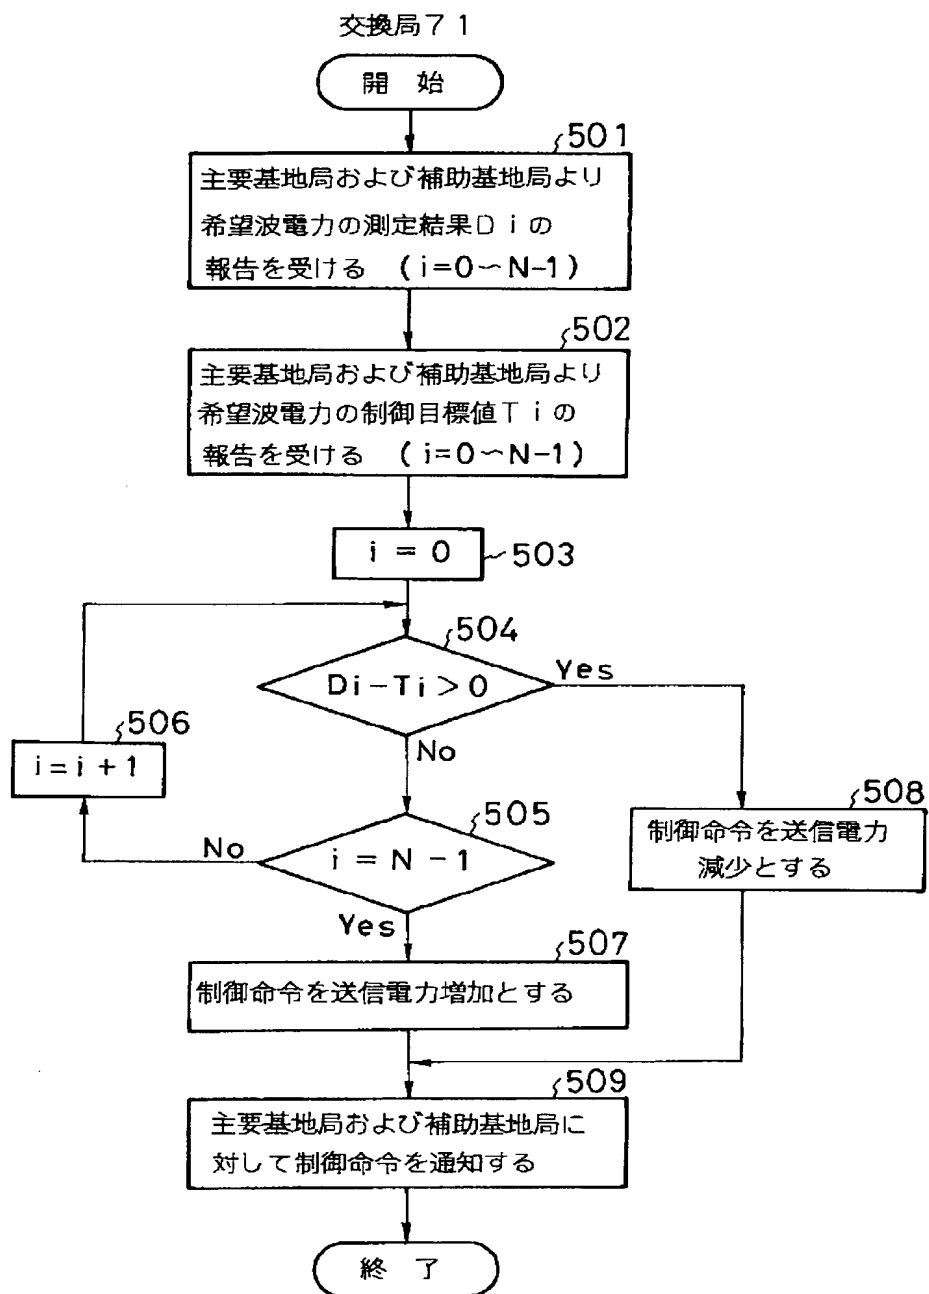 交換局71
開 始
501
主要基地局および補助基地局より
希望波電力の測定結果Diの
報告を受ける (i=0~N-1)
502
主要基地局および補助基地局より
希望波電力の制御目標値Tiの
報告を受ける (i=0~N-1)
i = 0
503
504
Di-Ti>0
Yes
506
i=i+1
No
505
i = N-1
No
508
制御命令を送信電力
減少とする
Yes
507
制御命令を送信電力増加とする
509
主要基地局および補助基地局に
対して制御命令を通知する
終 了